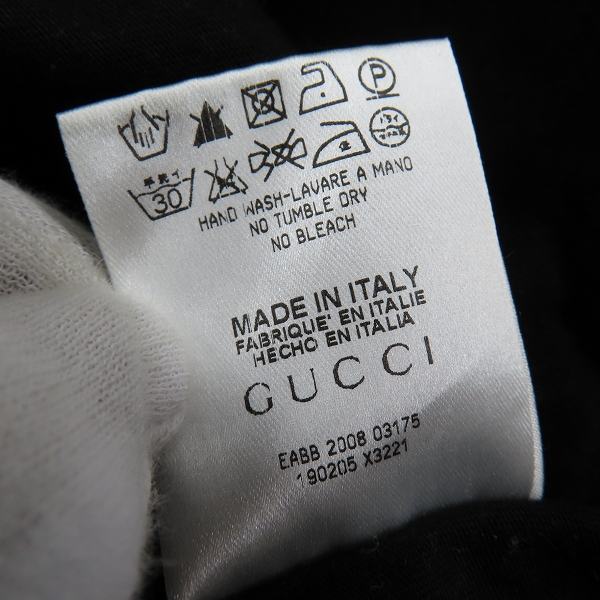 P
30
HAND WASH-LAVARE A MANO
NO TUMBLE DRY
NO BLEACH
MADE IN ITALY
FABRIQUE' EN ITALIE
HECHO EN ITALIA
GUCCI
EABB 2008 03175
190205 X3221